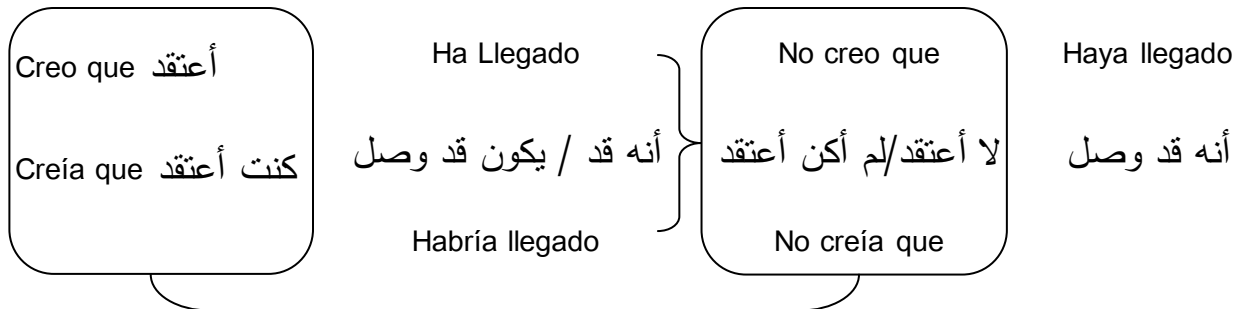 Creo que أعتقد
Ha Llegado
No creo que
Haya llegado
Creía que كنت أعتقد
أنه قد / يكون قد وصل
لا أعتقد/لم أكن أعتقد
أنه قد وصل
Habría llegado
No creía que